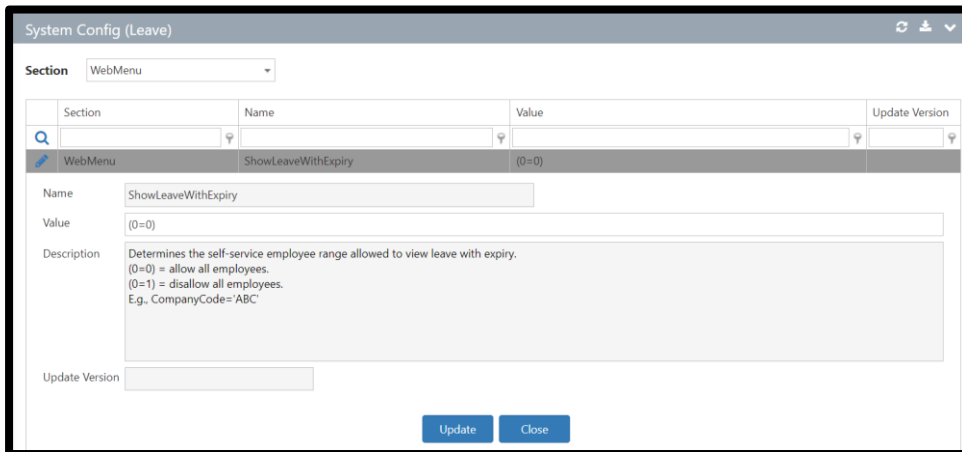 System Config (Leave)
Section WebMenu
Section Name Value Update Version
WebMenu ShowLeaveWithExpiry (0=0)
Name ShowLeaveWithExpiry
Value (0=0)
Description Determines the self-service employee range allowed to view leave with expiry.
(0=0) = allow all employees.
(0=1) = disallow all employees.
E.g., CompanyCode='ABC'
Update Version
Update Close